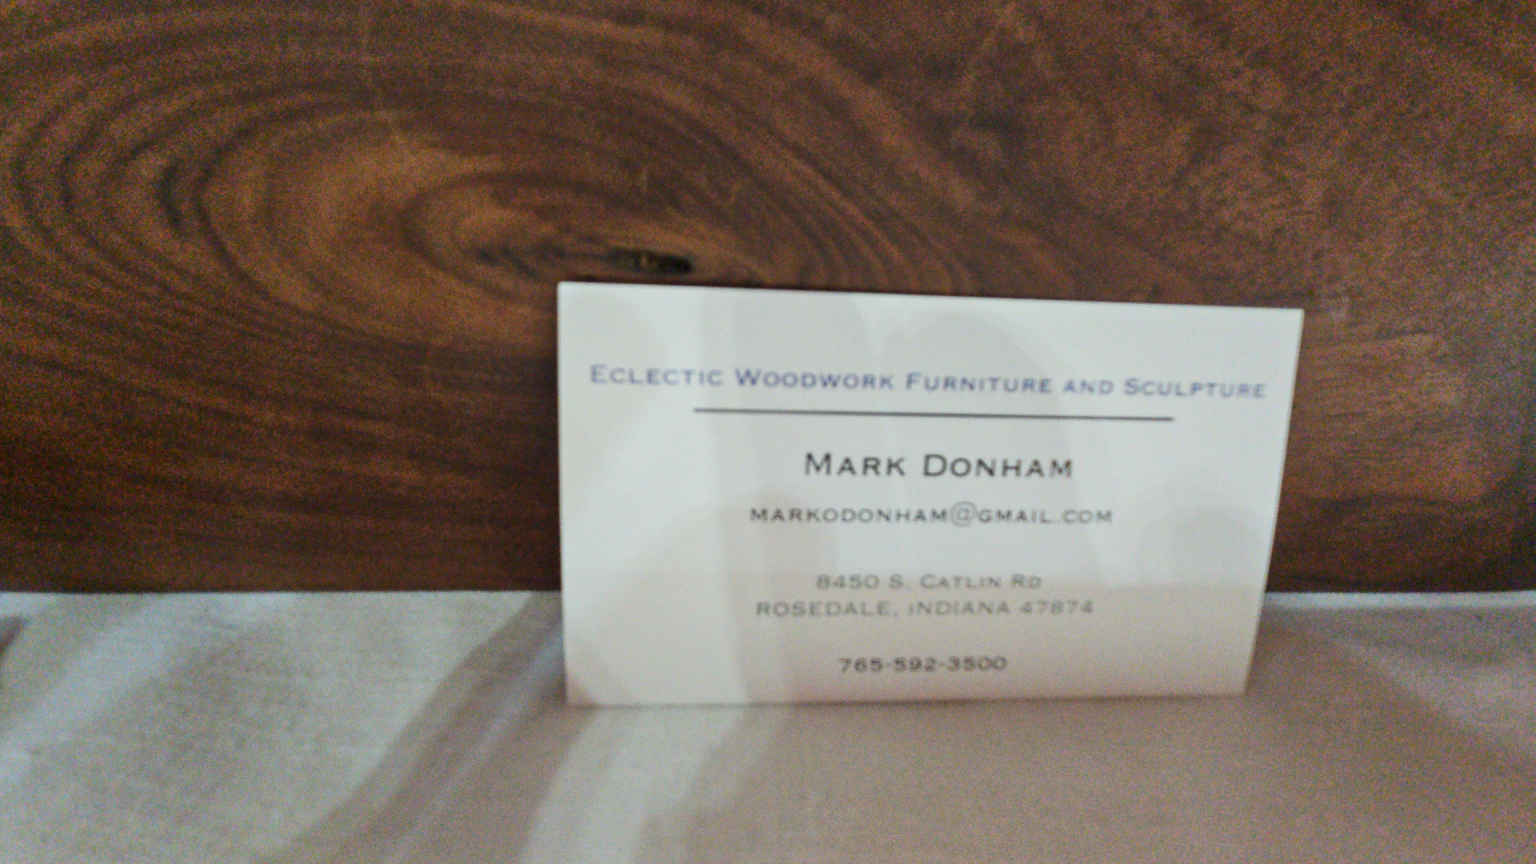 Eclectic Woodwork Furniture and Sculpture
Mark Donham
markodonham@gmail.com
8450 S. Catlin Rd
Rosedale, Indiana 47874
765-592-3500